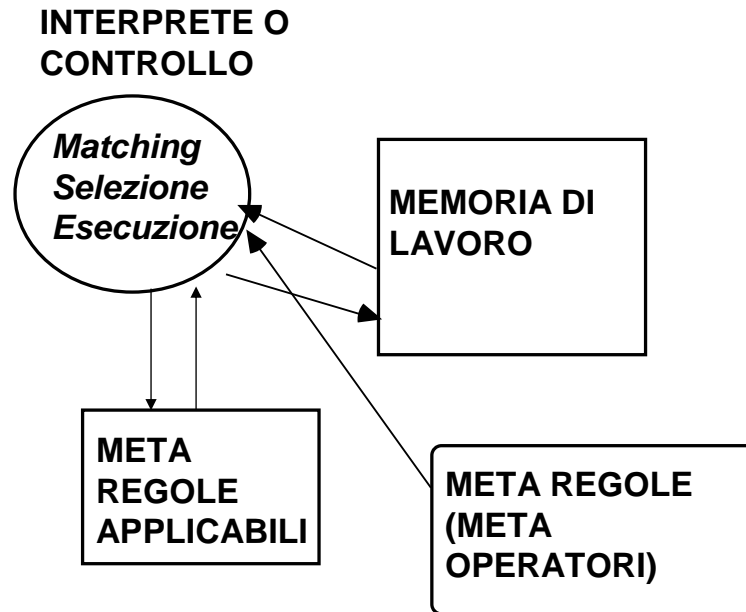 INTERPRETE O
CONTROLLO
Matching
Selezione
Esecuzione
MEMORIA DI
LAVORO
META
REGOLE
APPLICABILI
META REGOLE
(META
OPERATORI)